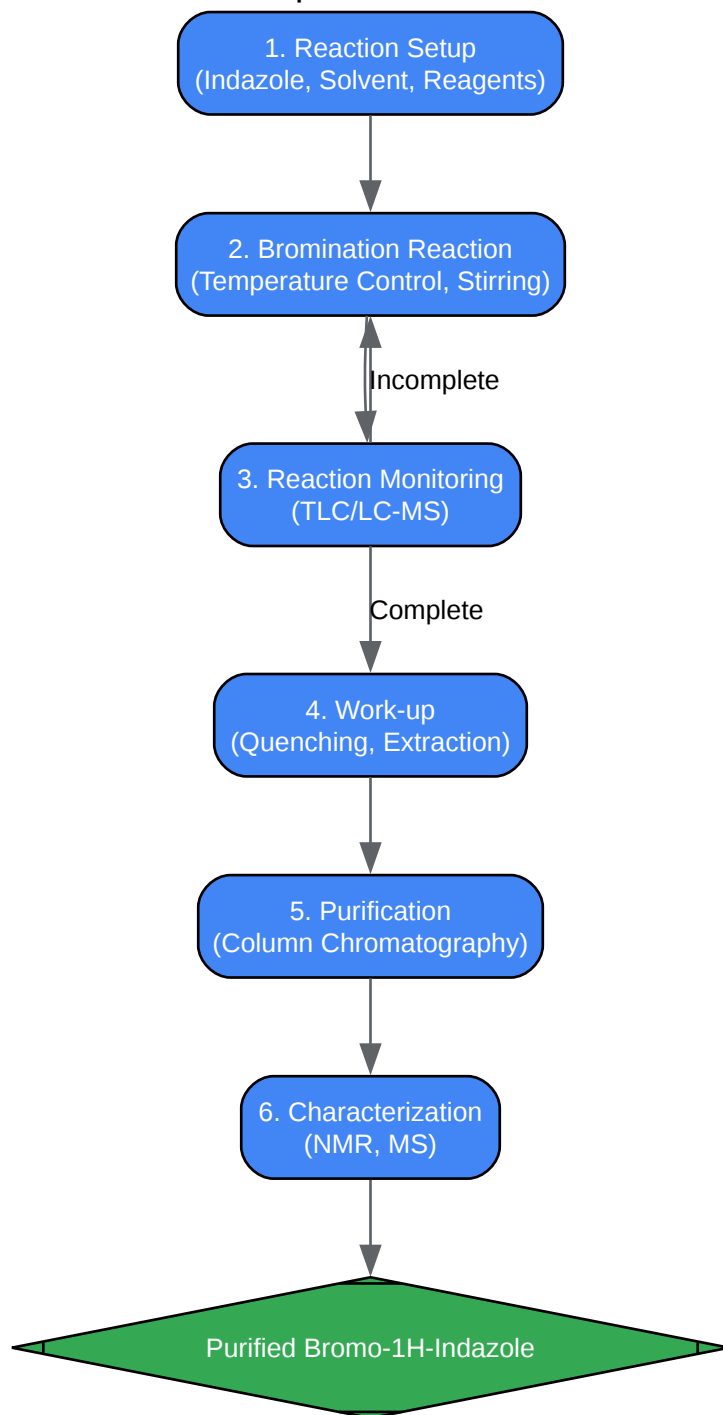 1. Reaction Setup
(Indazole, Solvent, Reagents)
2. Bromination Reaction
(Temperature Control, Stirring)
Incomplete
3. Reaction Monitoring
(TLC/LC-MS)
Complete
4. Work-up
(Quenching, Extraction)
5. Purification
(Column Chromatography)
6. Characterization
(NMR, MS)
Purified Bromo-1H-Indazole